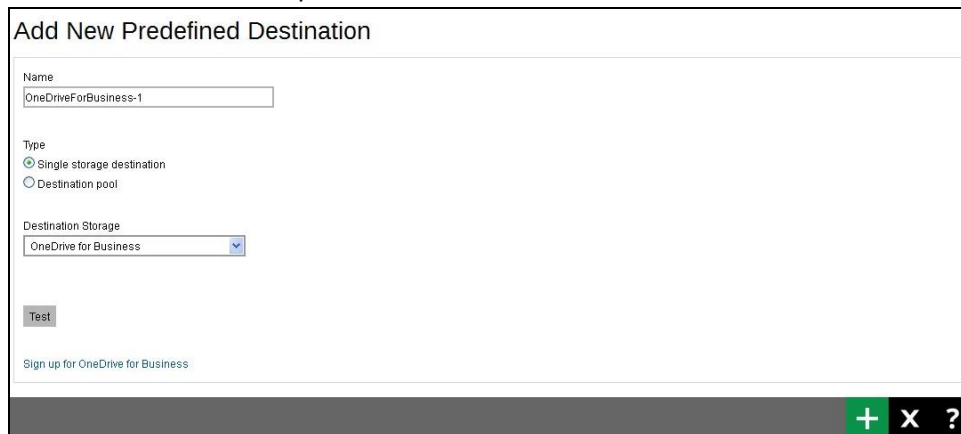 Add New Predefined Destination
Name
OneDriveForBusiness-1
Type
Single storage destination
Destination pool
Destination Storage
OneDrive for Business
Test
Sign up for OneDrive for Business
+ X ?